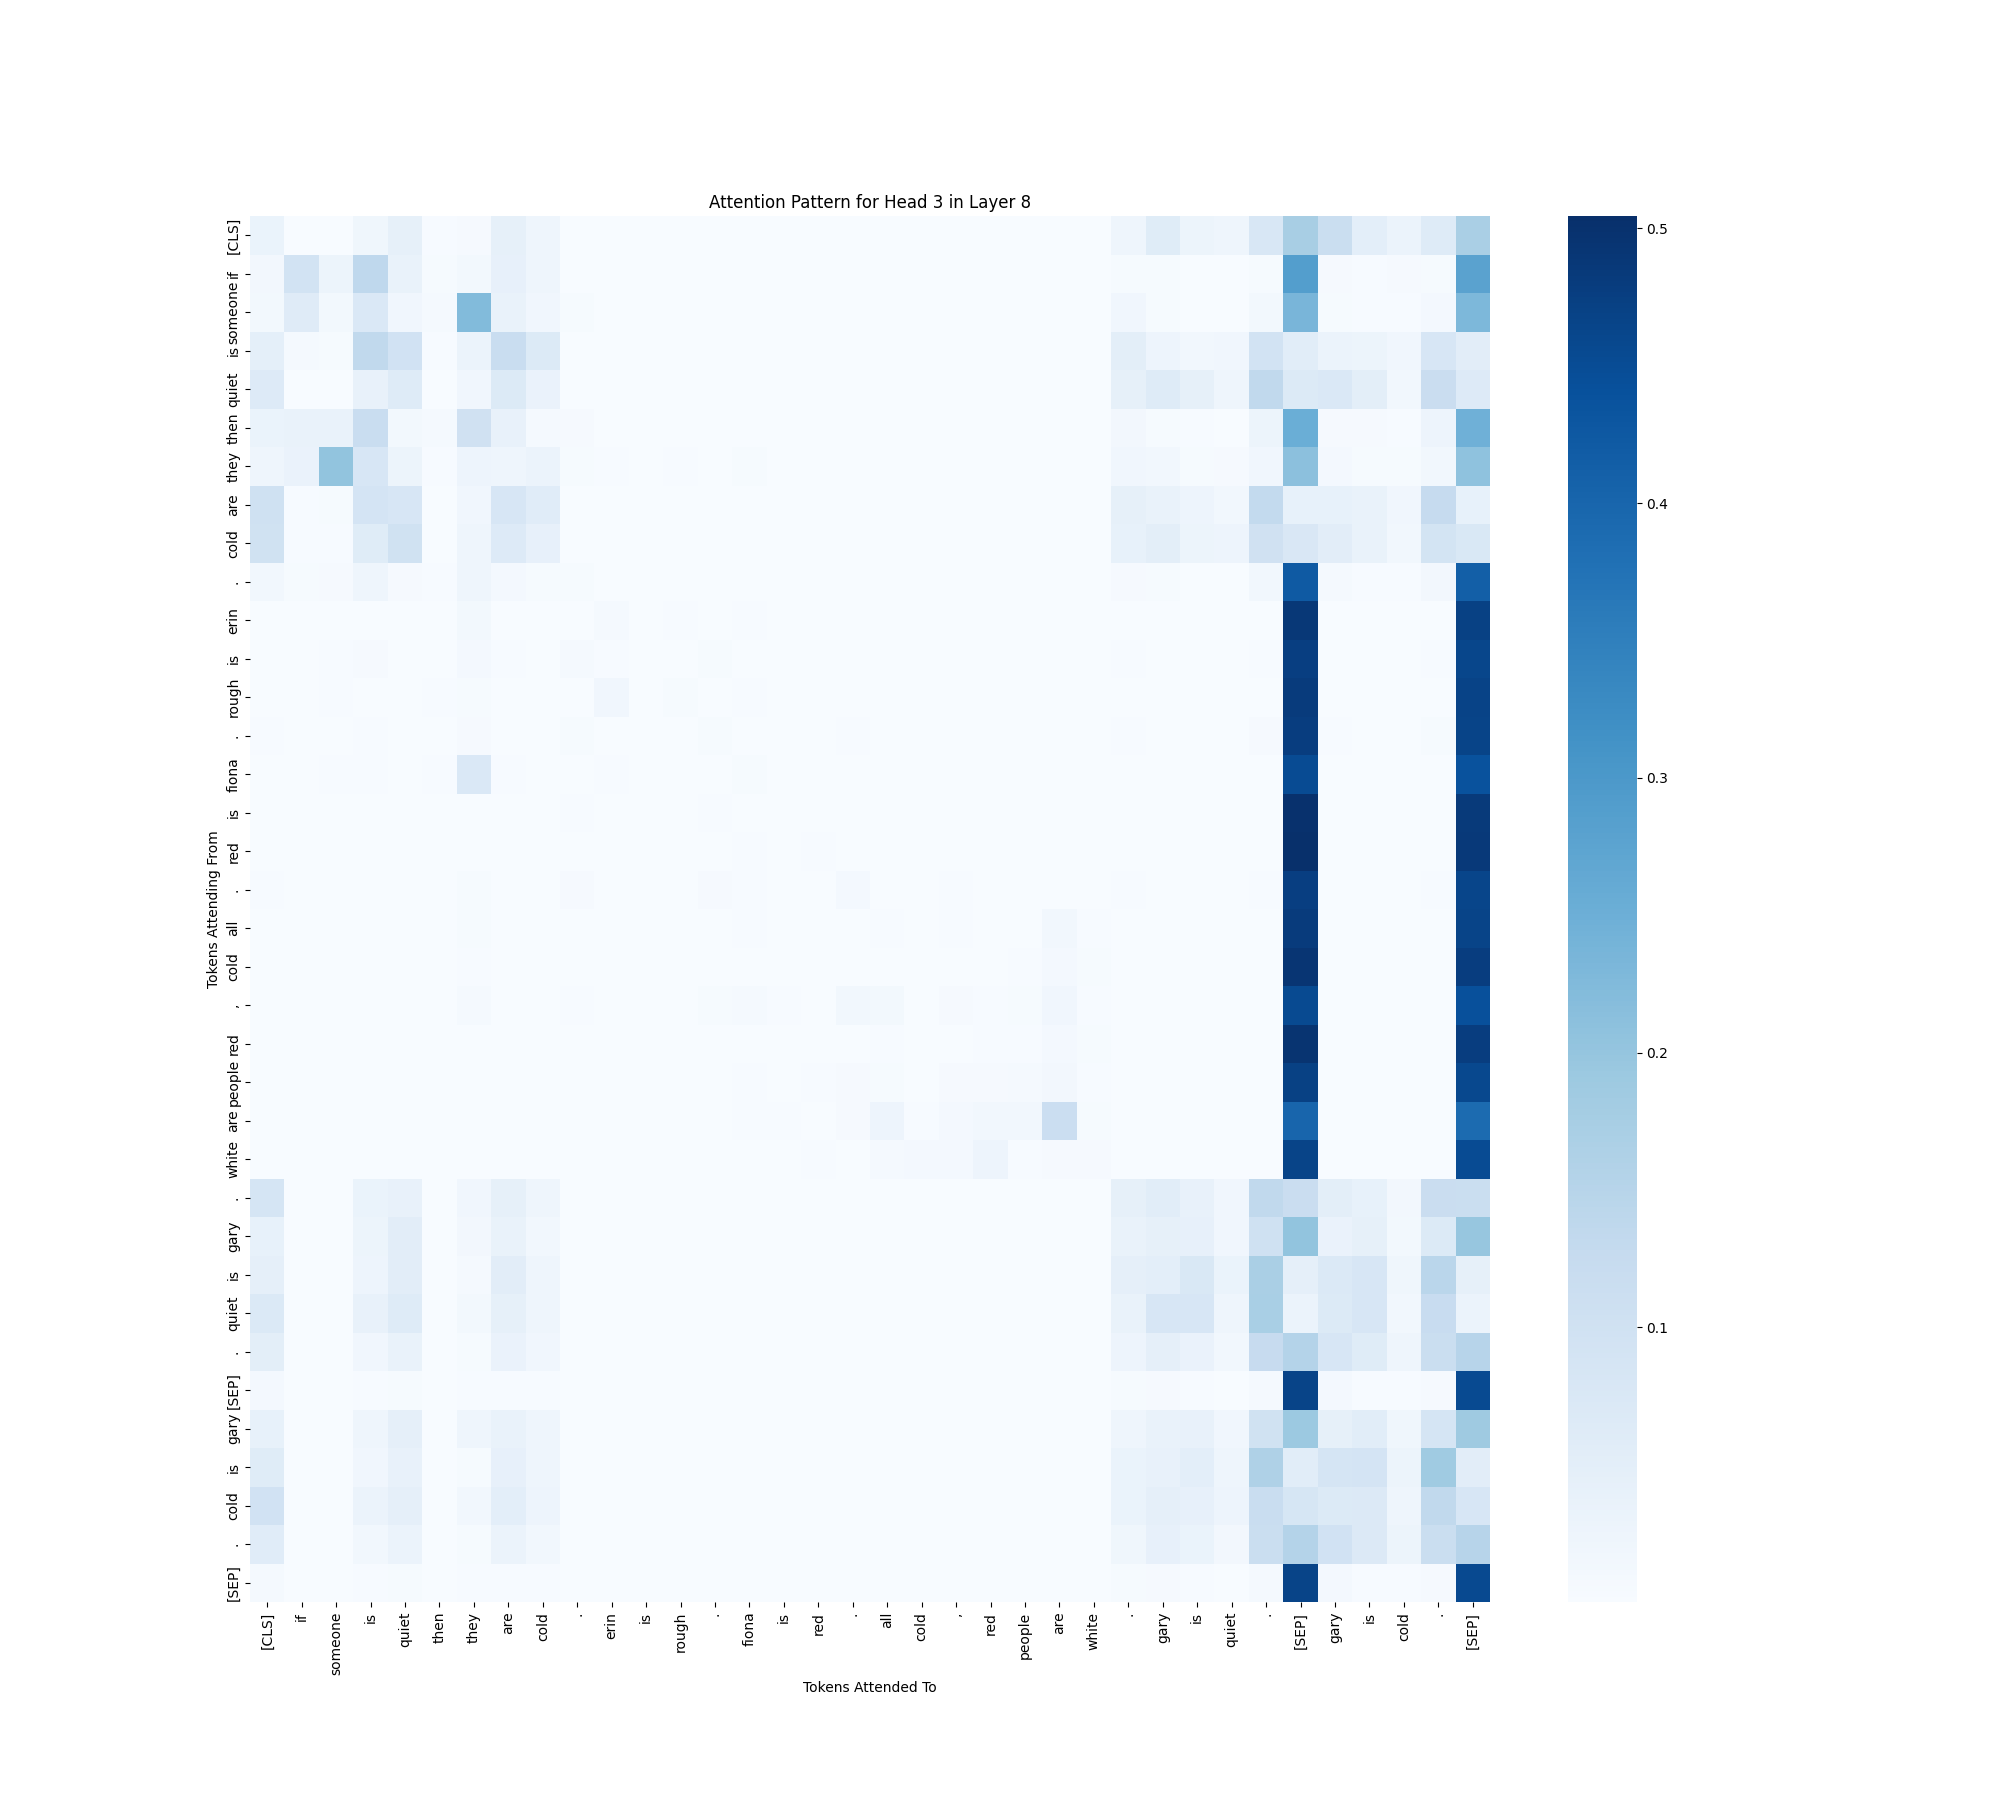 Attention Pattern for Head 3 in Layer 8
Tokens Attending From
[CLS]
if
someone
is
quiet
then
they
are
cold
.
erin
is
rough
.
fiona
is
red
.
all
cold
,
red
people
are
white
.
gary
is
quiet
.
[SEP]
gary
is
cold
.
[SEP]
[CLS] if someone is quiet then they are cold . erin is rough . fiona is red . all cold , red people are white . gary is quiet . [SEP] gary is cold . [SEP]
Tokens Attended To
0.5
0.4
0.3
0.2
0.1